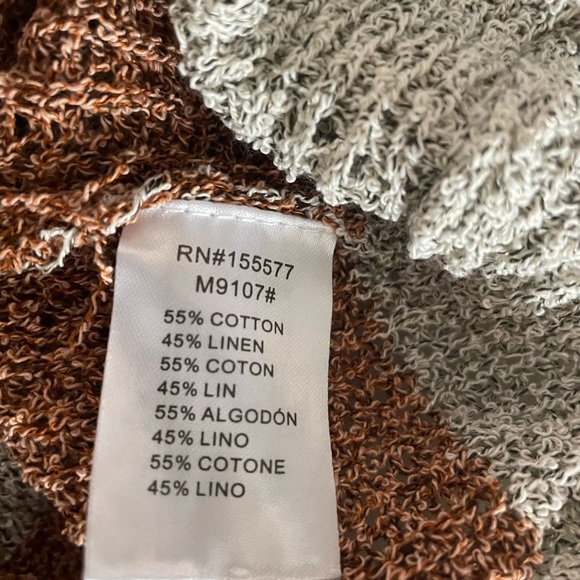 RN#155577
M9107#
55% COTTON
45% LINEN
55% COTON
45% LIN
55% ALGODÓN
45% LINO
55% COTONE
45% LINO